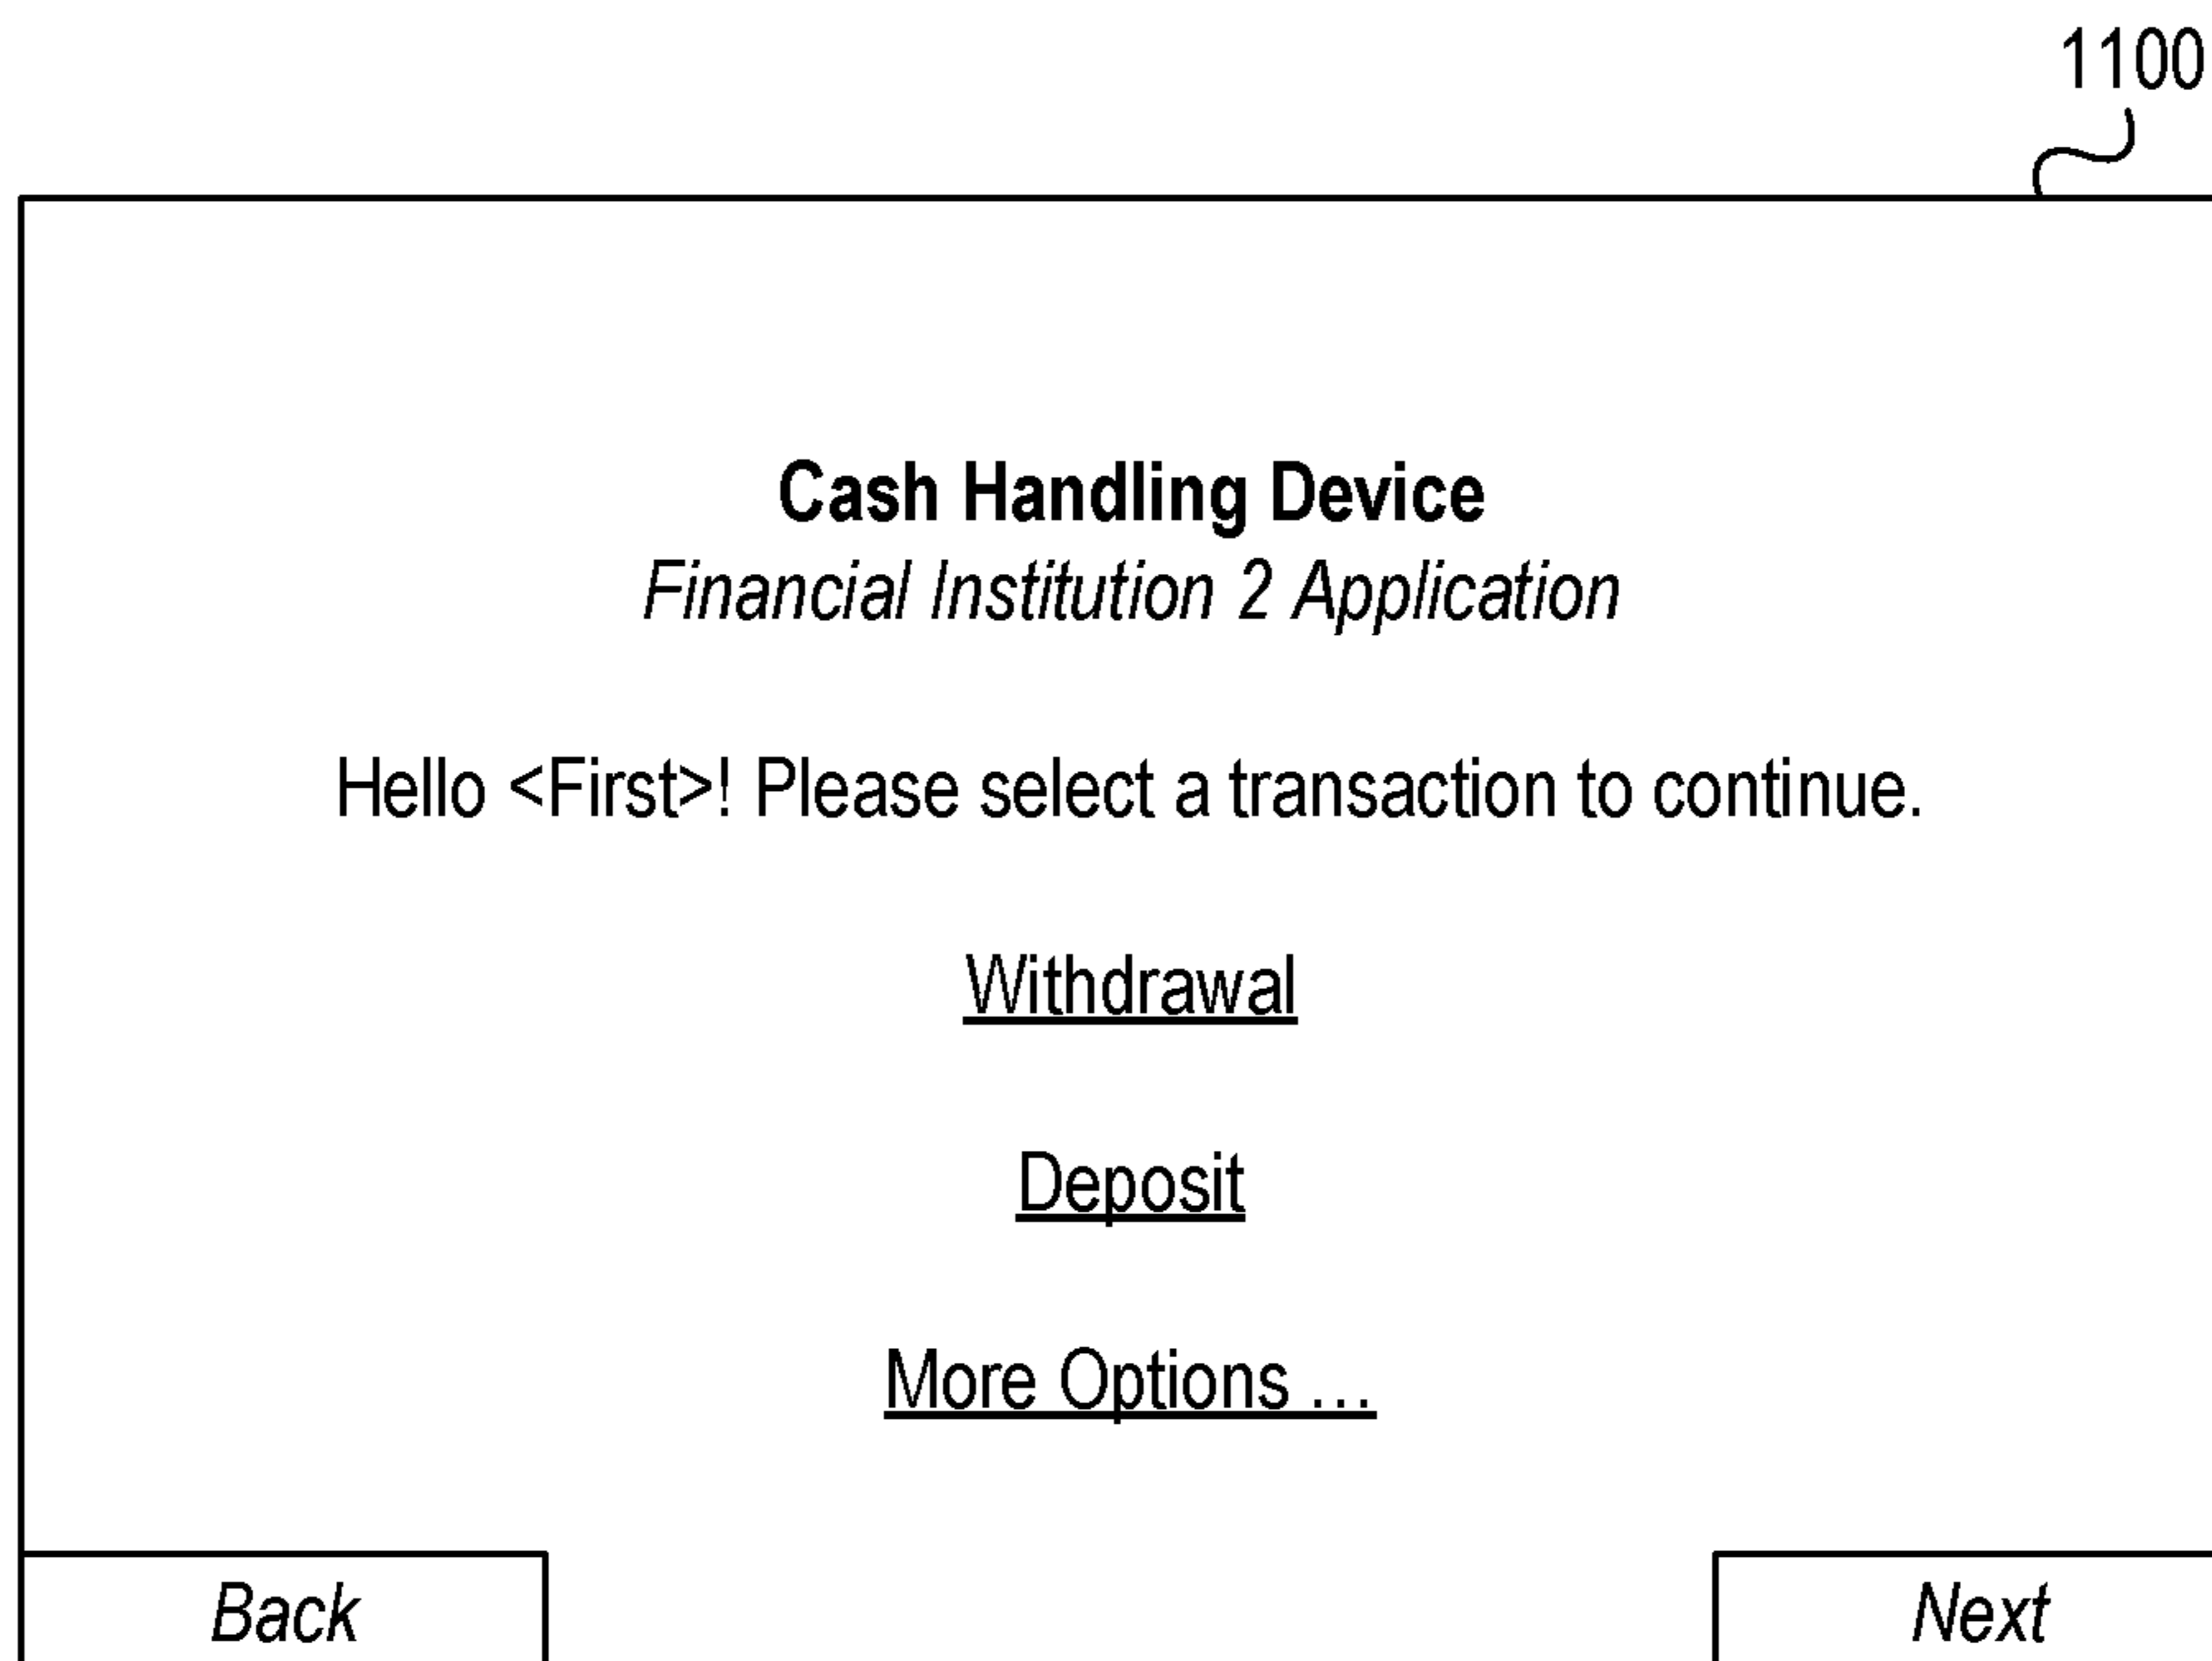 1100
Cash Handling Device
Financial Institution 2 Application
Hello <First>! Please select a transaction to continue.
Withdrawal
Deposit
More Options ...
Back
Next